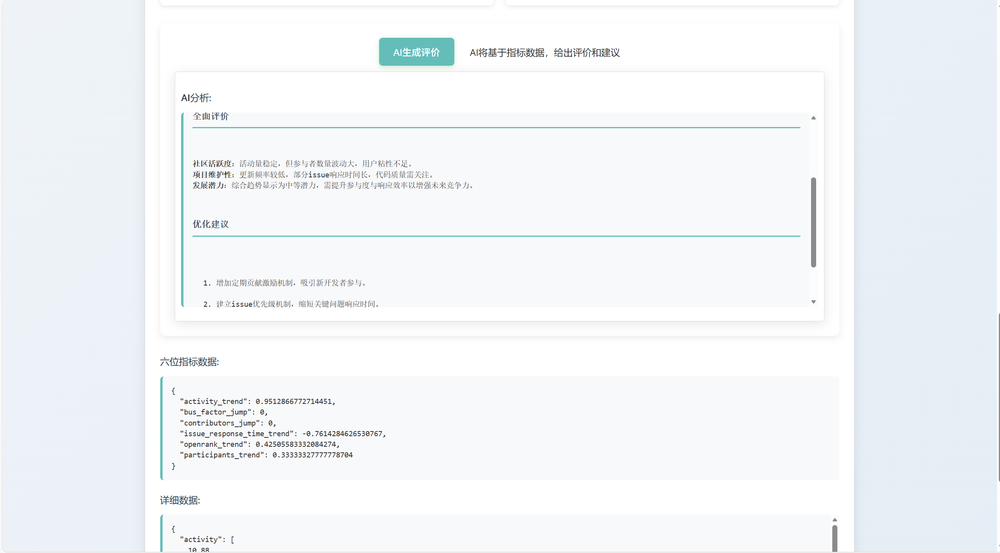 AI生成评价
AI将基于指标数据，给出评价和建议
AI分析:
全面评价
社区活跃度：活动量稳定，但参与者数量波动大，用户粘性不足。
项目维护性：更新频率较低，部分issue响应时间长，代码质量需关注。
发展潜力：综合趋势显示为中等潜力，需提升参与度与响应效率以增强未来竞争力。
优化建议
1. 增加定期贡献激励机制，吸引新开发者参与。
2. 建立issue优先级机制，缩短关键问题响应时间。
六位指标数据:
{
"activity_trend": 0.9512866772714451,
"bus_factor_jump": 0,
"contributors_jump": 0,
"issue_response_time_trend": -0.7614284626530767,
"openrank_trend": 0.42505583332084274,
"participants_trend": 0.33333327777778704
}
详细数据:
{
"activity": [
10.88